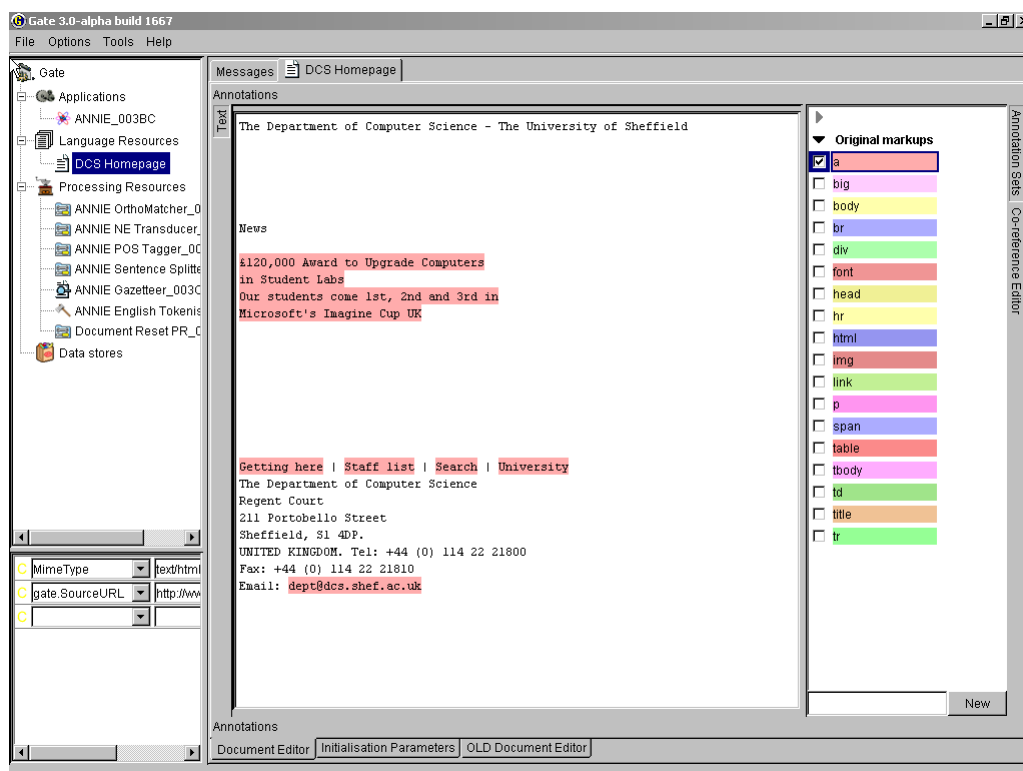 Gate 3.0-alpha build 1667
File Options Tools Help
Gate
Applications
ANNIE_003BC
Language Resources
DCS Homepage
Processing Resources
ANNIE OrthoMatcher_0
ANNIE NE Transducer_
ANNIE POS Tagger_00
ANNIE Sentence Splitte
ANNIE Gazetteer_003C
ANNIE English Tokenis
Document Reset PR_0
Data stores
C MimeType text/html
C gate.SourceURL http://ww
C
Messages DCS Homepage
Annotations
Text
The Department of Computer Science - The University of Sheffield
News
£120,000 Award to Upgrade Computers
in Student Labs
Our students come 1st, 2nd and 3rd in
Microsoft's Imagine Cup UK
Getting here | Staff list | Search | University
The Department of Computer Science
Regent Court
211 Portobello Street
Sheffield, S1 4DP.
UNITED KINGDOM. Tel: +44 (0) 114 22 21800
Fax: +44 (0) 114 22 21810
Email: dept@dcs.shef.ac.uk
Original markups
a
big
body
br
div
font
head
hr
html
img
link
p
span
table
tbody
td
title
tr
New
Annotation Sets
Co-reference Editor
Annotations
Document Editor Initialisation Parameters OLD Document Editor